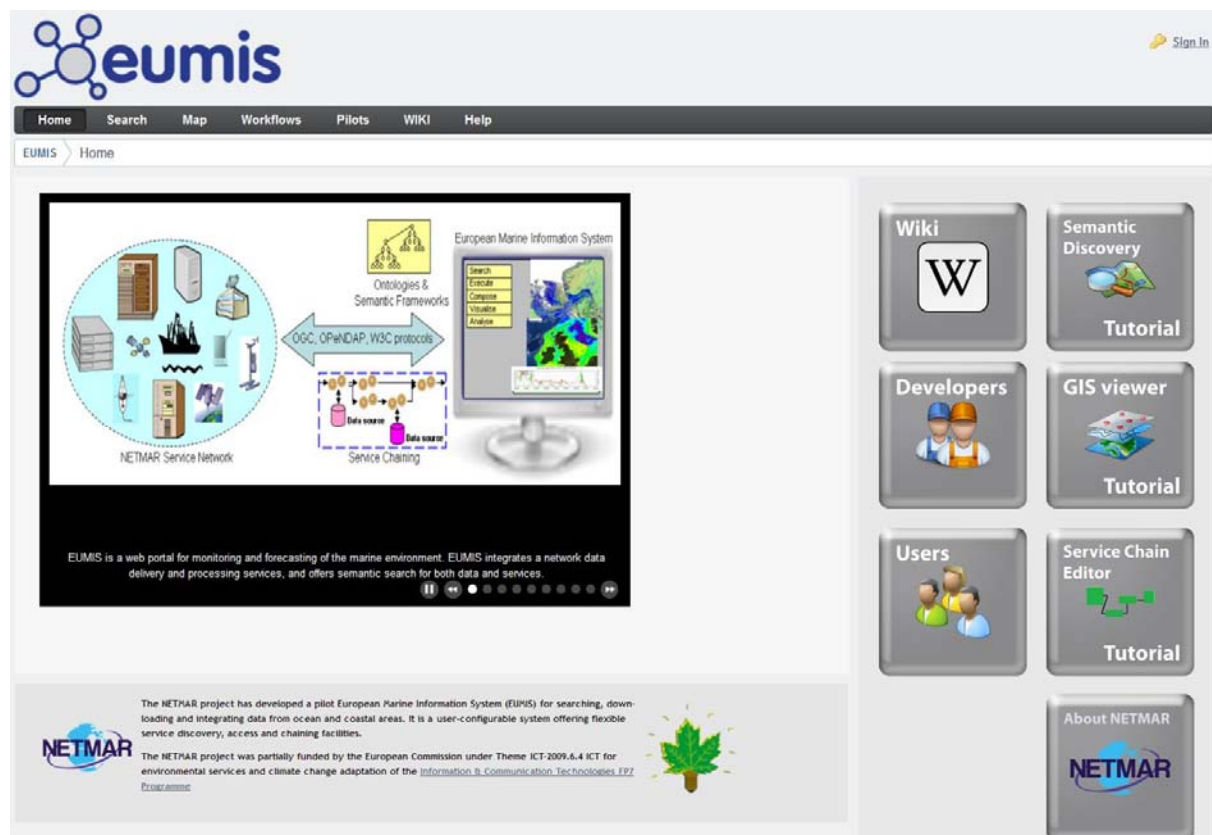 eumis
Sign In
Home Search Map Workflows Pilots WIKI Help
EUMIS Home
European Marine Information System
Search
Execute
Compose
Visualise
Analyse
Ontologies &
Semantic Frameworks
OGC, OPeNDAP, W3C protocols
Data source
Data source
NETMAR Service Network
Service Chaining
EUMIS is a web portal for monitoring and forecasting of the marine environment. EUMIS integrates a network data
delivery and processing services, and offers semantic search for both data and services.
Wiki
W
Semantic
Discovery
Tutorial
Developers
GIS viewer
Tutorial
Users
Service Chain
Editor
Tutorial
About NETMAR
NETMAR
NETMAR
The NETMAR project has developed a pilot European Marine Information System (EUMIS) for searching, down-
loading and integrating data from ocean and coastal areas. It is a user-configurable system offering flexible
service discovery, access and chaining facilities.
The NETMAR project was partially funded by the European Commission under Theme ICT-2009.6.4 ICT for
environmental services and climate change adaptation of the Information & Communication Technologies FP7
Programme